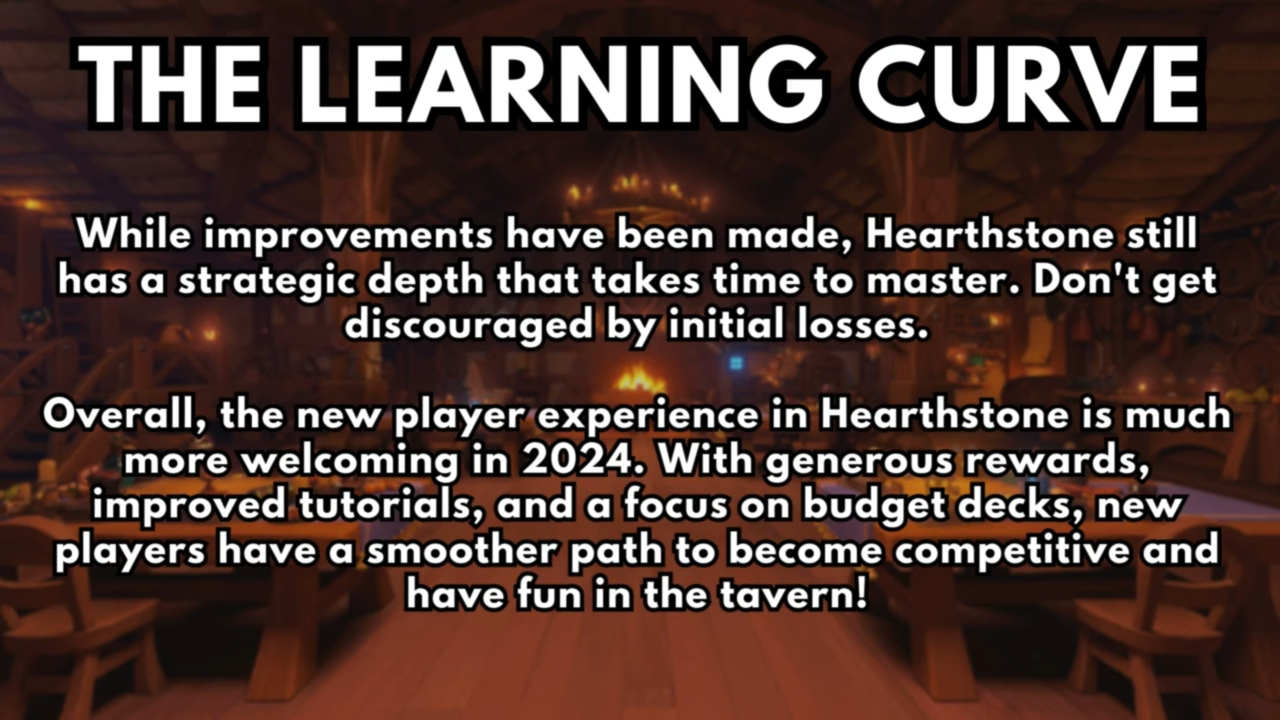 THE LEARNING CURVE
While improvements have been made, Hearthstone still
has a strategic depth that takes time to master. Don't get
discouraged by initial losses.
Overall, the new player experience in Hearthstone is much
more welcoming in 2024. With generous rewards,
improved tutorials, and a focus on budget decks, new
players have a smoother path to become competitive and
have fun in the tavern!